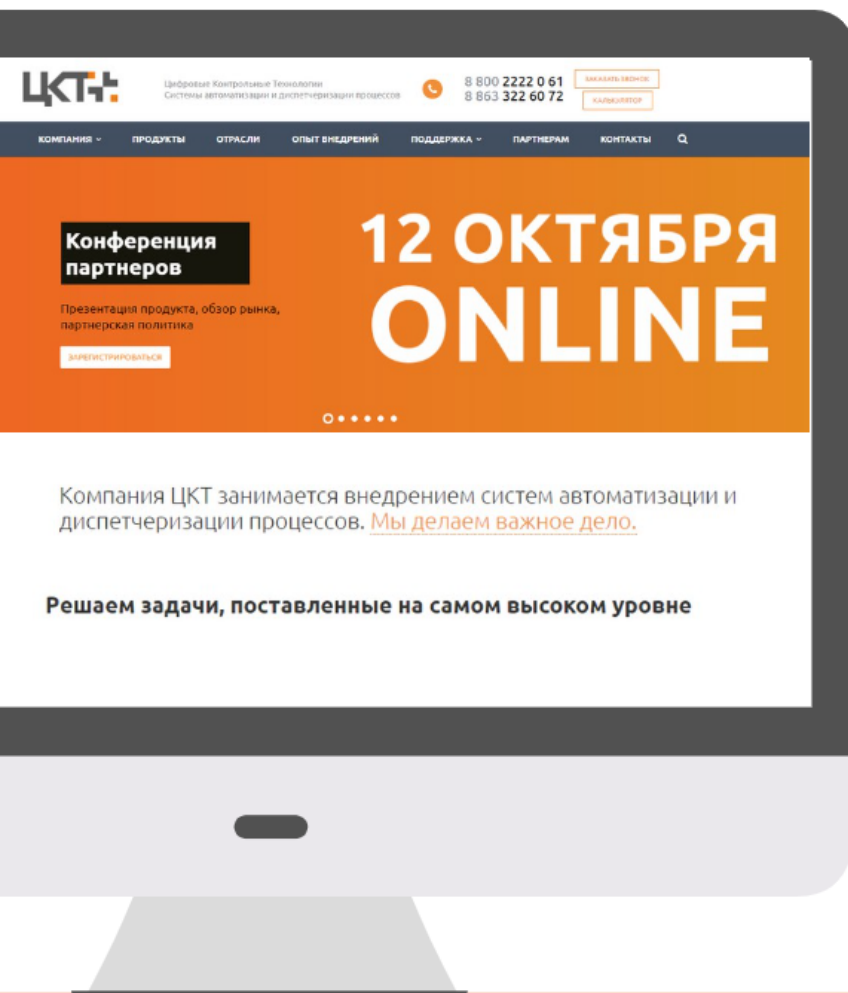 ЦКТ
Цифровые Контрольные Технологии
Системы автоматизации и диспетчеризации процессов
8 800 2222 0 61
8 863 322 60 72
ЗАКАЗАТЬ ЗВОНОК
КАЛЬКУЛЯТОР
КОМПАНИЯ ПРОДУКТЫ ОТРАСЛИ ОПЫТ ВНЕДРЕНИЙ ПОДДЕРЖКА ПАРТНЕРАМ КОНТАКТЫ
Конференция
партнеров
Презентация продукта, обзор рынка,
партнерская политика
ЗАРЕГИСТРИРОВАТЬСЯ
12 ОКТЯБРЯ
ONLINE
Компания ЦКТ занимается внедрением систем автоматизации и
диспетчеризации процессов. Мы делаем важное дело.
Решаем задачи, поставленные на самом высоком уровне